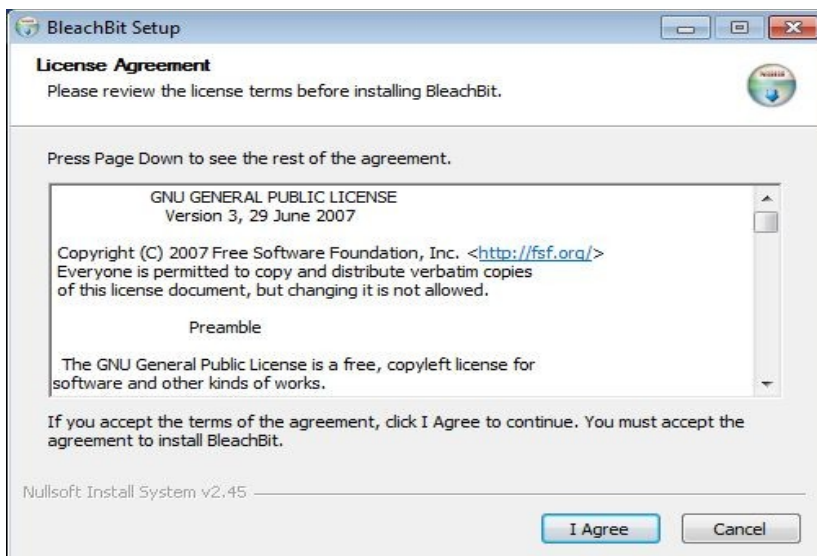 BleachBit Setup
License Agreement
Please review the license terms before installing BleachBit.
Press Page Down to see the rest of the agreement.
GNU GENERAL PUBLIC LICENSE
Version 3, 29 June 2007
Copyright (C) 2007 Free Software Foundation, Inc. <http://fsf.org/>
Everyone is permitted to copy and distribute verbatim copies
of this license document, but changing it is not allowed.
Preamble
The GNU General Public License is a free, copyleft license for
software and other kinds of works.
If you accept the terms of the agreement, click I Agree to continue. You must accept the
agreement to install BleachBit.
Nullsoft Install System v2.45
I Agree
Cancel